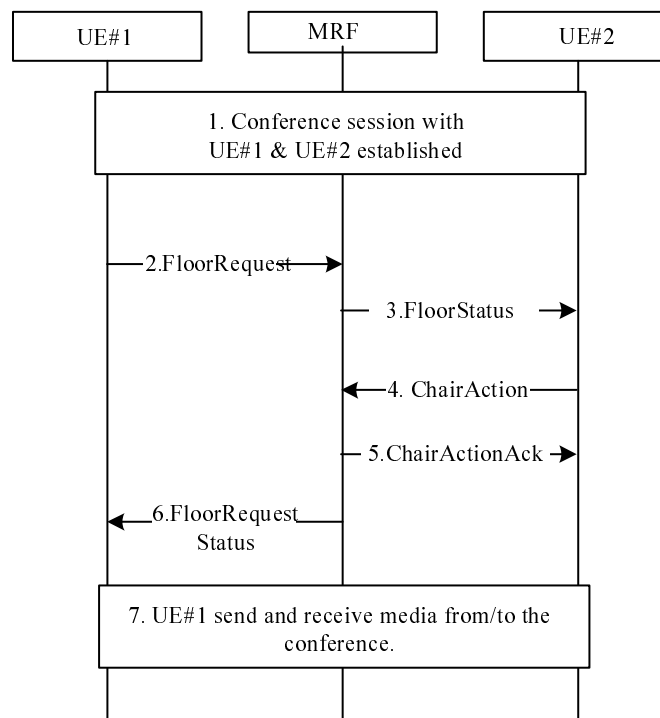 UE#1
MRF
UE#2
1. Conference session with
UE#1 & UE#2 established
2.FloorRequest
3.FloorStatus
4. ChairAction
5.ChairActionAck
6.FloorRequest
Status
7. UE#1 send and receive media from/to the
conference.